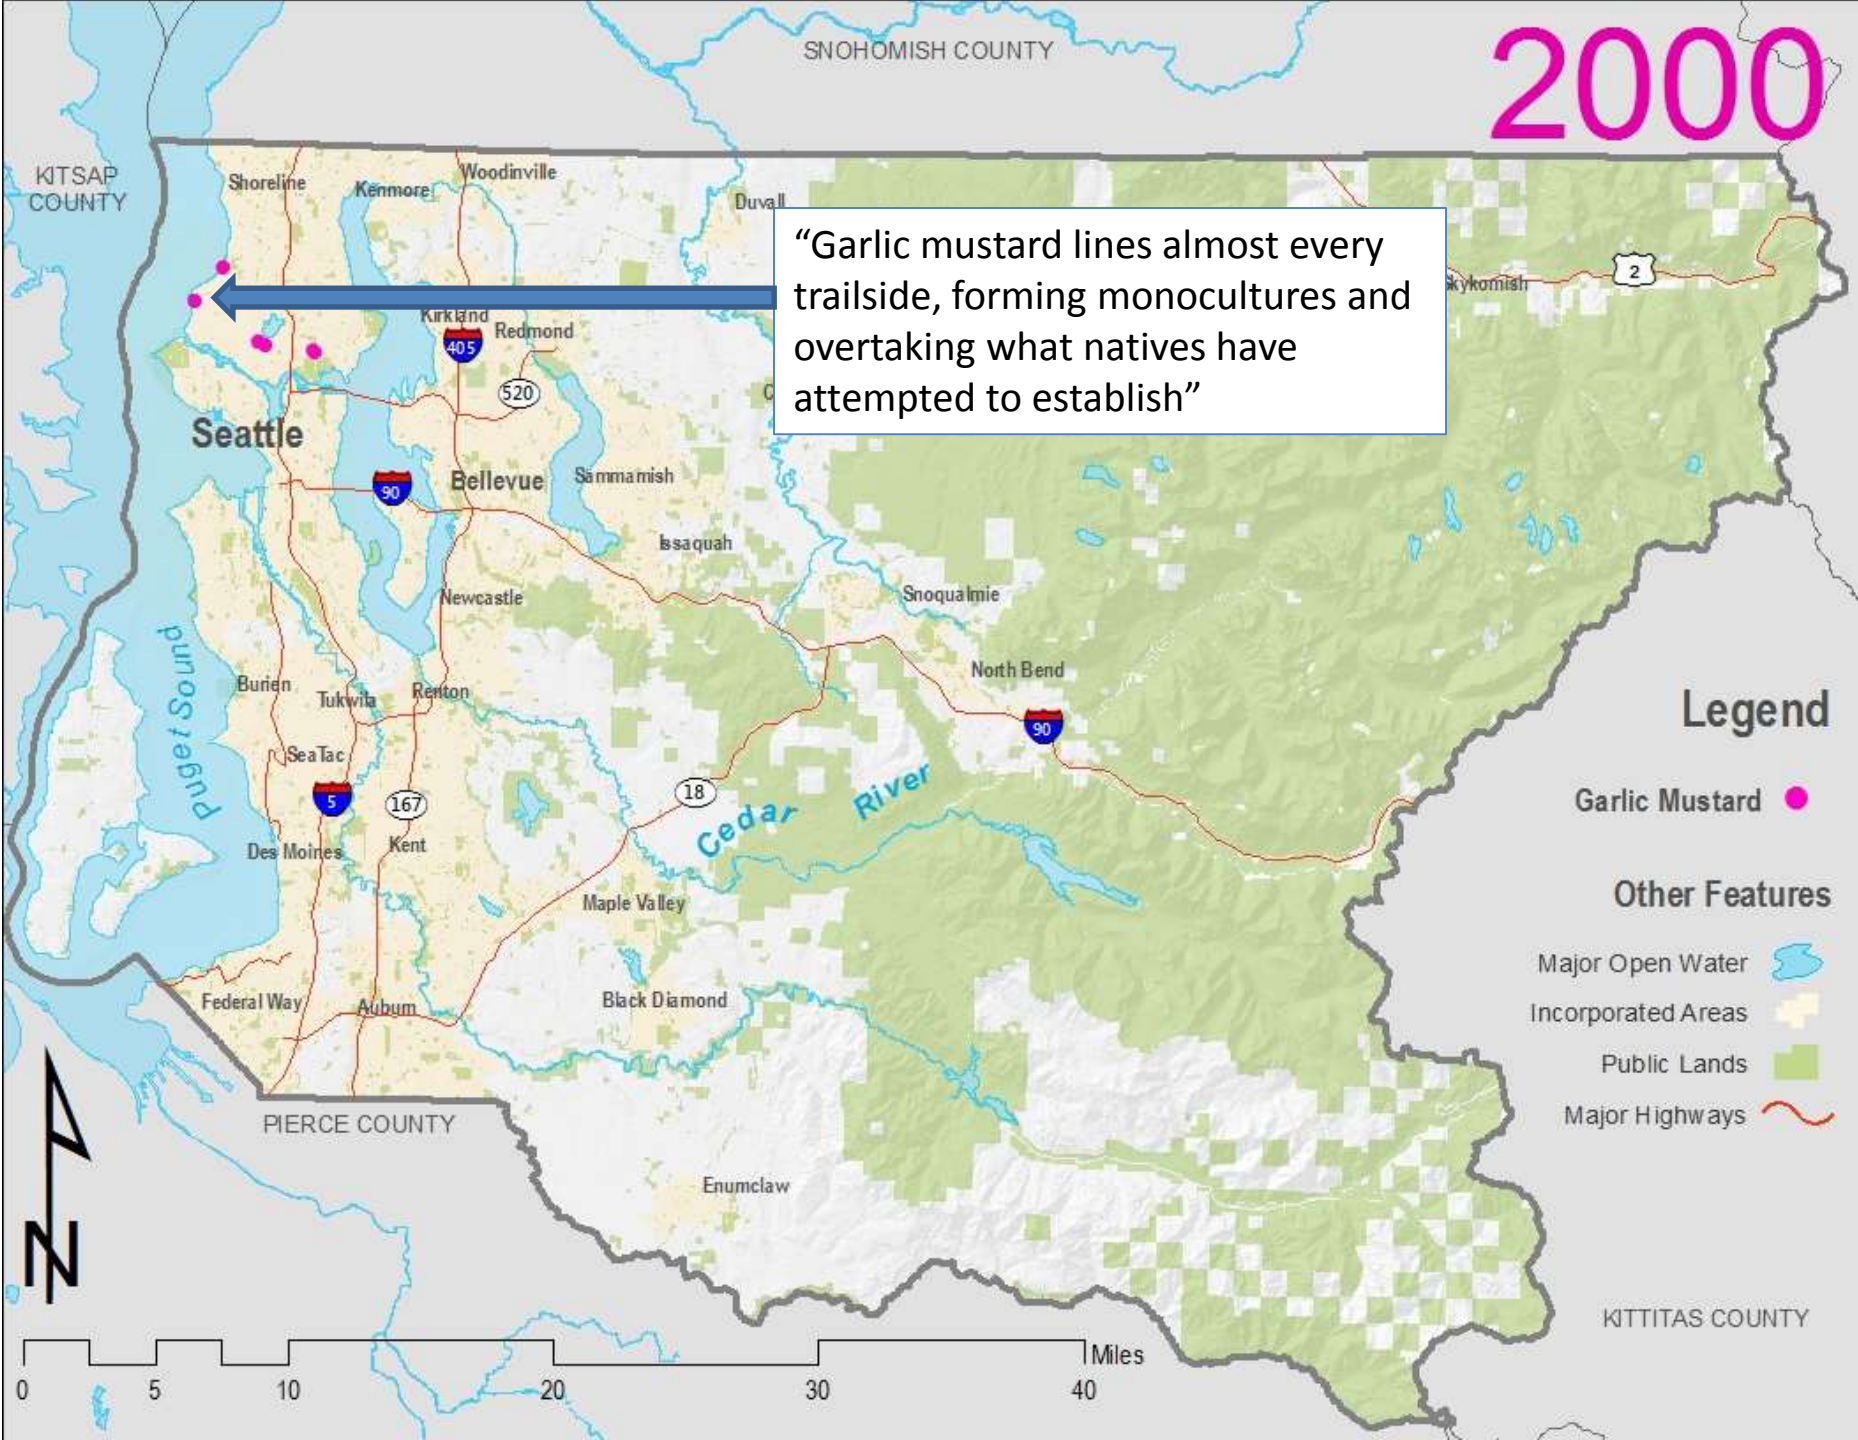 SNOHOMISH COUNTY
2000
KITSAP
COUNTY
Shoreline
Kenmore
Woodinville
Duvall
“Garlic mustard lines almost every
trailside, forming monocultures and
overtaking what natives have
attempted to establish”
2
Skykomish
Kirkland
Redmond
405
520
Seattle
90
Bellevue
Sammamish
Issaquah
Newcastle
Snoqualmie
Puget Sound
Burien
Tukwila
Renton
North Bend
90
Legend
SeaTac
5
167
18
Cedar River
Garlic Mustard
Des Moines
Kent
Maple Valley
Other Features
Major Open Water
Federal Way
Auburn
Black Diamond
Incorporated Areas
Public Lands
Major Highways
PIERCE COUNTY
Enumclaw
N
KITTITAS COUNTY
Miles
0 5 10 20 30 40